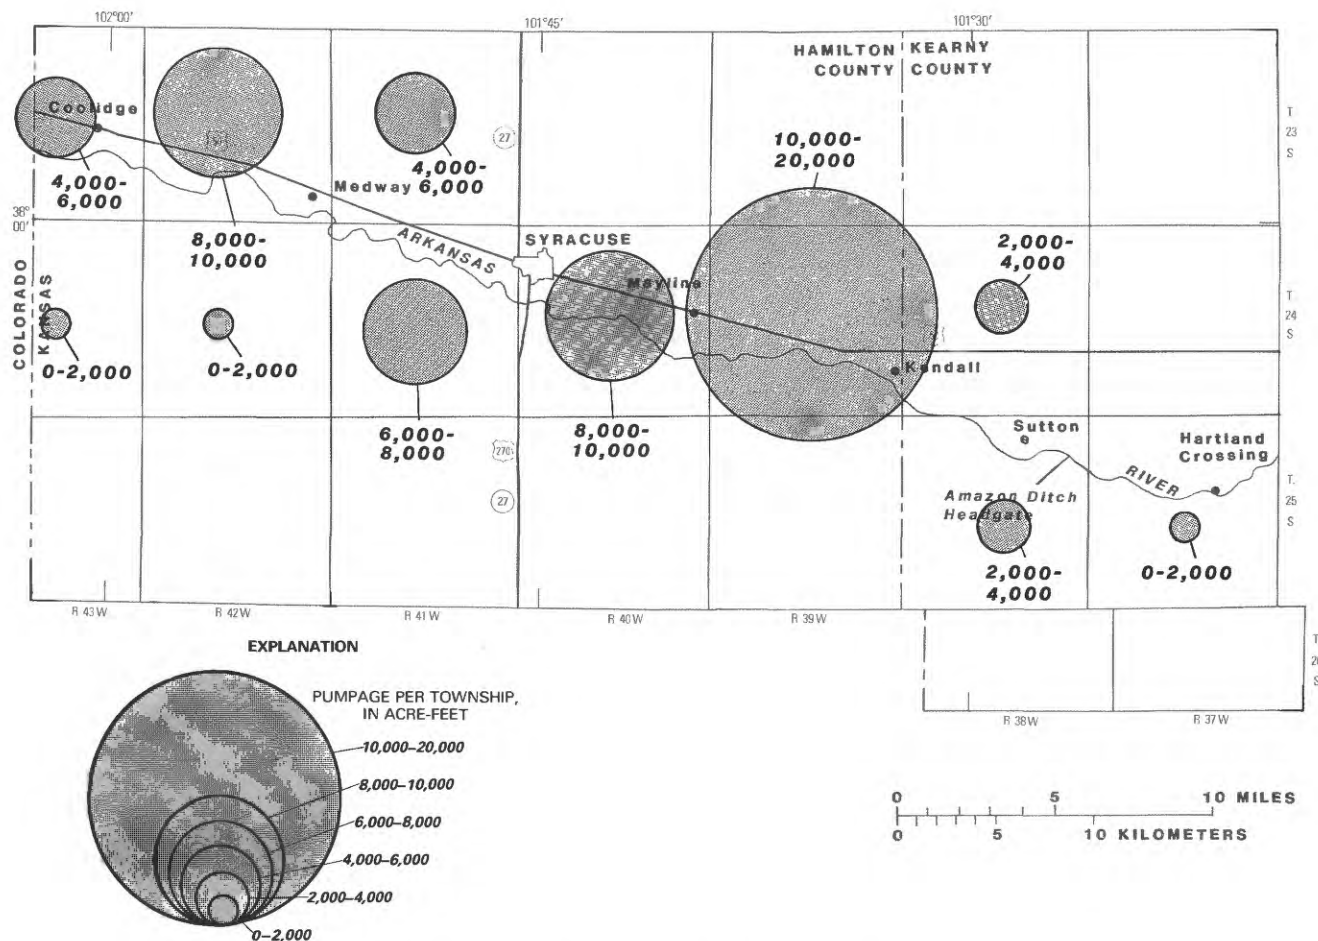 102°00'
101°45'
101°30'
HAMILTON
COUNTY
KEARNY
COUNTY
T
23
S
Coolidge
4,000-
6,000
8,000-
10,000
Medway
4,000-
6,000
27
10,000-
20,000
38°
00'
COLORADO
KANSAS
ARKANSAS
SYRACUSE
2,000-
4,000
T
24
S
0-2,000
0-2,000
6,000-
8,000
8,000-
10,000
Kendall
270
27
Sutton
Hartland
Crossing
RIVER
Amazon Ditch
Headgate
T.
25
S
2,000-
4,000
0-2,000
R 43 W
R 42 W
R 41 W
R 40 W
R 39 W
T
S
R 38 W
R 37 W
EXPLANATION
PUMPAGE PER TOWNSHIP,
IN ACRE-FEET
10,000–20,000
8,000–10,000
6,000–8,000
4,000–6,000
2,000–4,000
0–2,000
0 5 10 MILES
0 5 10 KILOMETERS